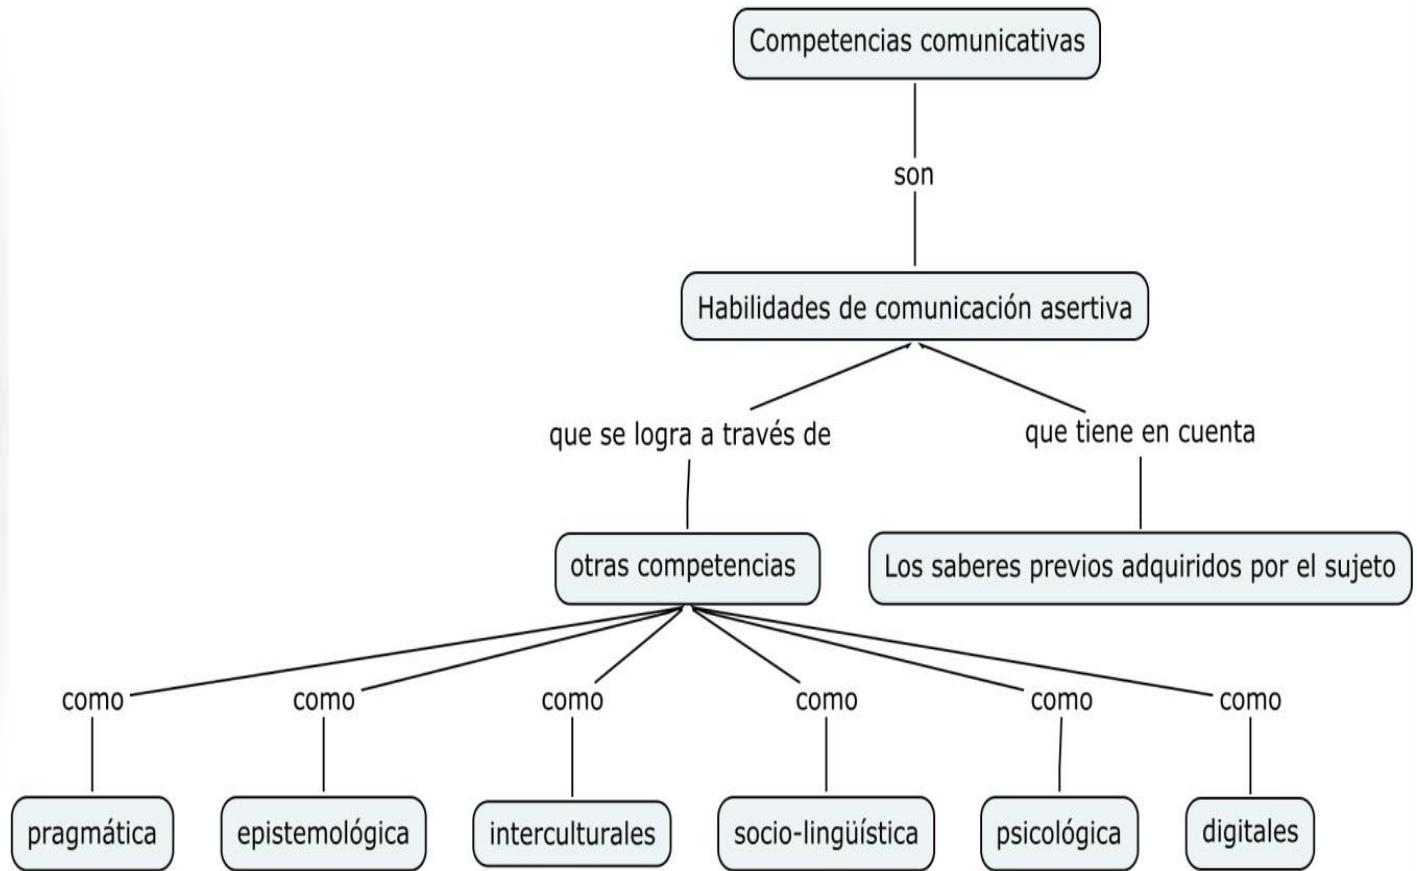 Competencias comunicativas
son
Habilidades de comunicación asertiva
que se logra a través de
que tiene en cuenta
otras competencias
Los saberes previos adquiridos por el sujeto
como
como
como
como
como
como
pragmática
epistemológica
interculturales
socio-lingüística
psicológica
digitales